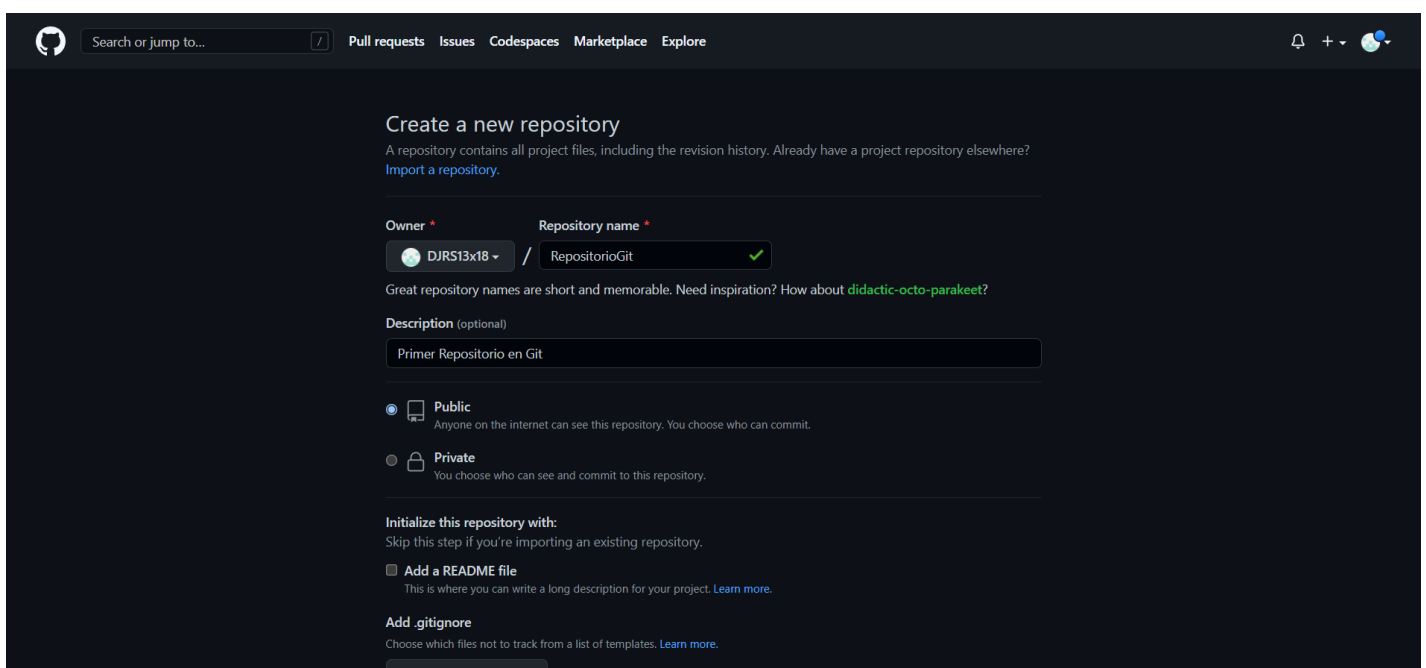 Search or jump to... /
Pull requests Issues Codespaces Marketplace Explore
Create a new repository
A repository contains all project files, including the revision history. Already have a project repository elsewhere?
Import a repository.
Owner * Repository name *
DJRS13x18 / RepositorioGit
Great repository names are short and memorable. Need inspiration? How about didactic-octo-parakeet?
Description (optional)
Primer Repositorio en Git
Public
Anyone on the internet can see this repository. You choose who can commit.
Private
You choose who can see and commit to this repository.
Initialize this repository with:
Skip this step if you're importing an existing repository.
Add a README file
This is where you can write a long description for your project. Learn more.
Add .gitignore
Choose which files not to track from a list of templates. Learn more.